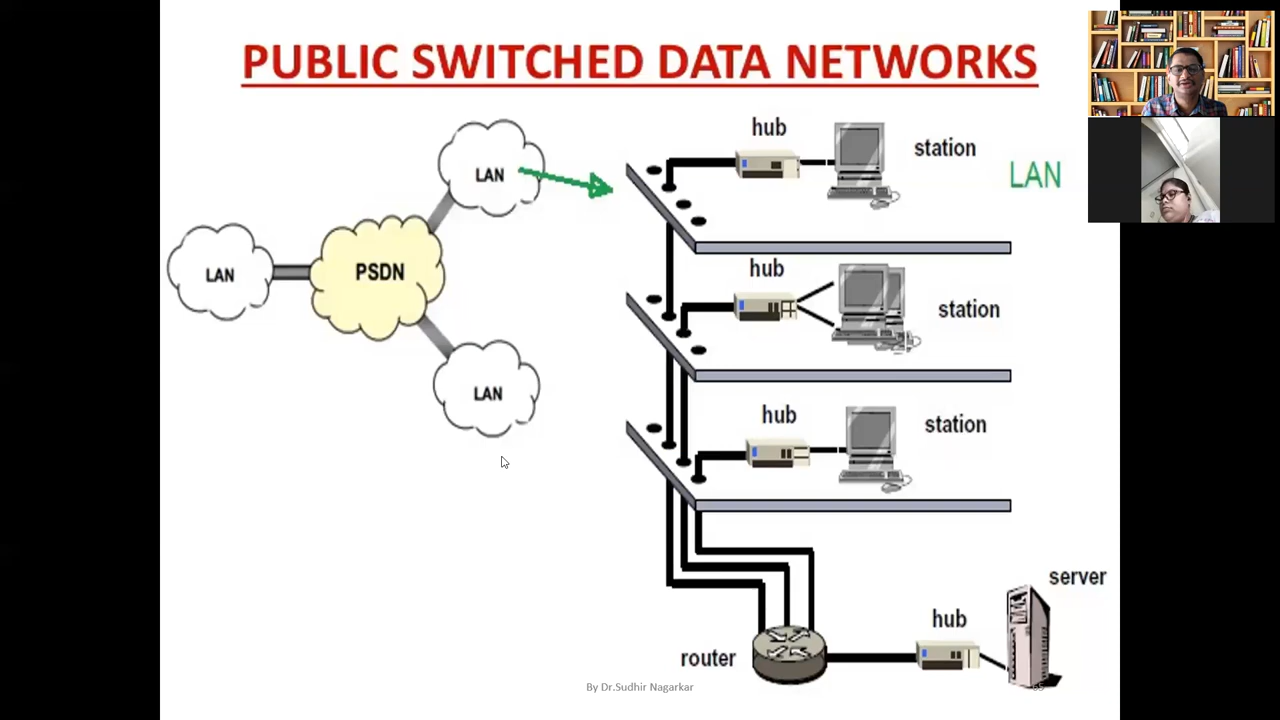 PUBLIC SWITCHED DATA NETWORKS
LAN
LAN
PSDN
LAN
hub
station
LAN
hub
station
hub
station
server
hub
router
By Dr.Sudhir Nagarkar